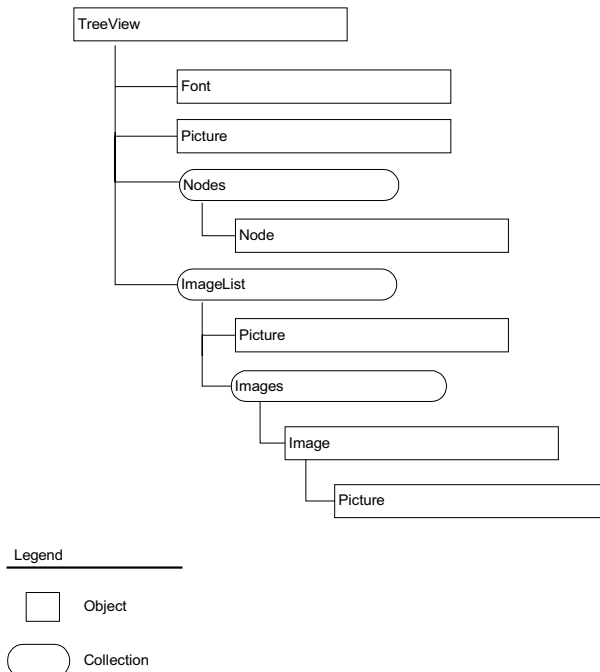 TreeView
Font
Picture
Nodes
Node
ImageList
Picture
Images
Image
Picture
Legend
Object
Collection